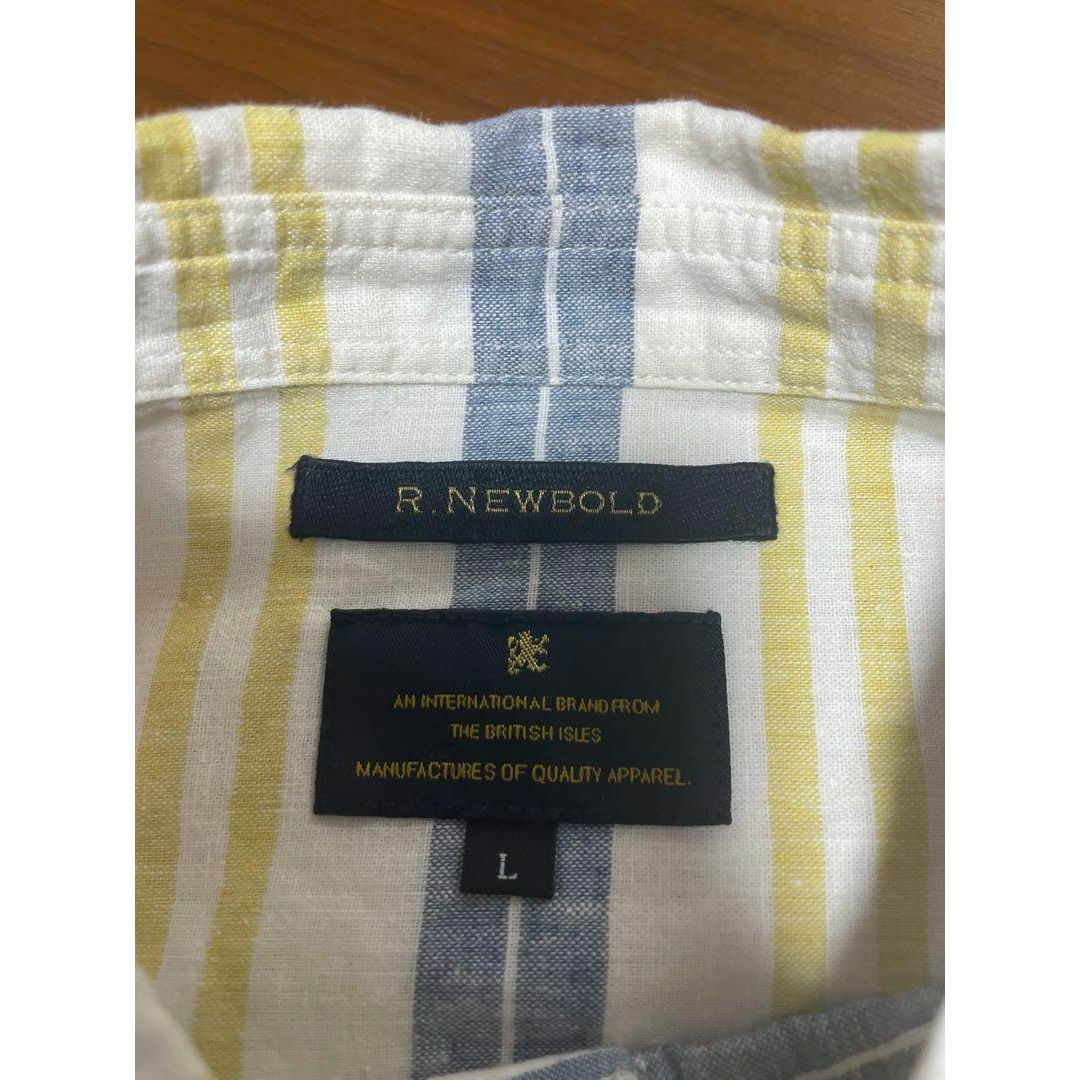 R. NEWBOLD
AN INTERNATIONAL BRAND FROM
THE BRITISH ISLES
MANUFACTURES OF QUALITY APPAREL.
L